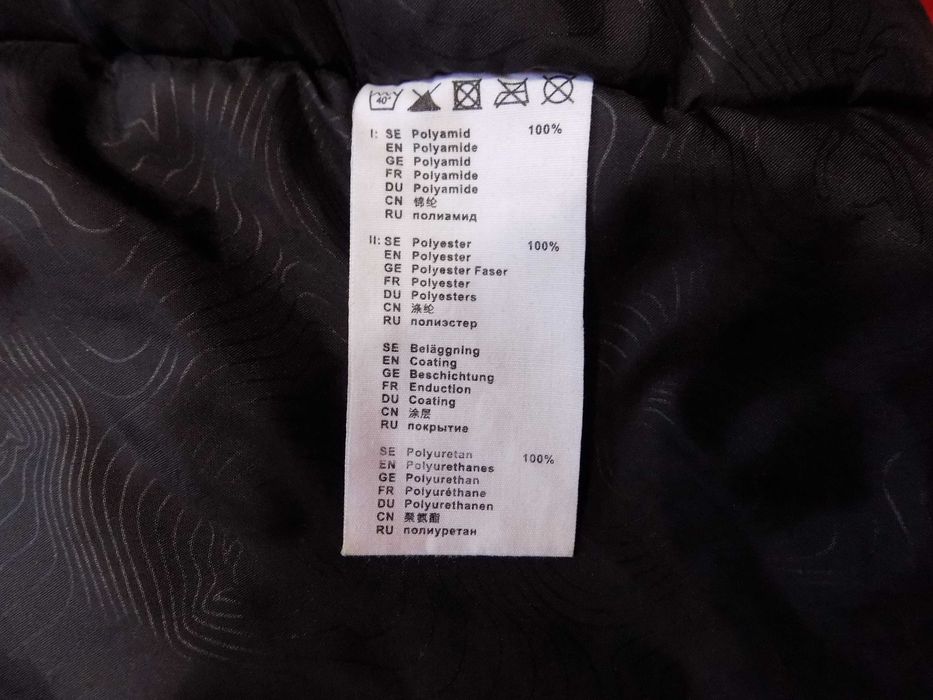 40°
I: SE Polyamid 100%
EN Polyamide
GE Polyamid
FR Polyamide
DU Polyamide
CN 锦纶
RU полиамид
II: SE Polyester 100%
EN Polyester
GE Polyester Faser
FR Polyester
DU Polyesters
CN 涤纶
RU полиэстер
SE Beläggning
EN Coating
GE Beschichtung
FR Enduction
DU Coating
CN 涂层
RU покрытие
SE Polyuretan 100%
EN Polyurethanes
GE Polyurethan
FR Polyuréthane
DU Polyurethanen
CN 聚氨酯
RU полиуретан